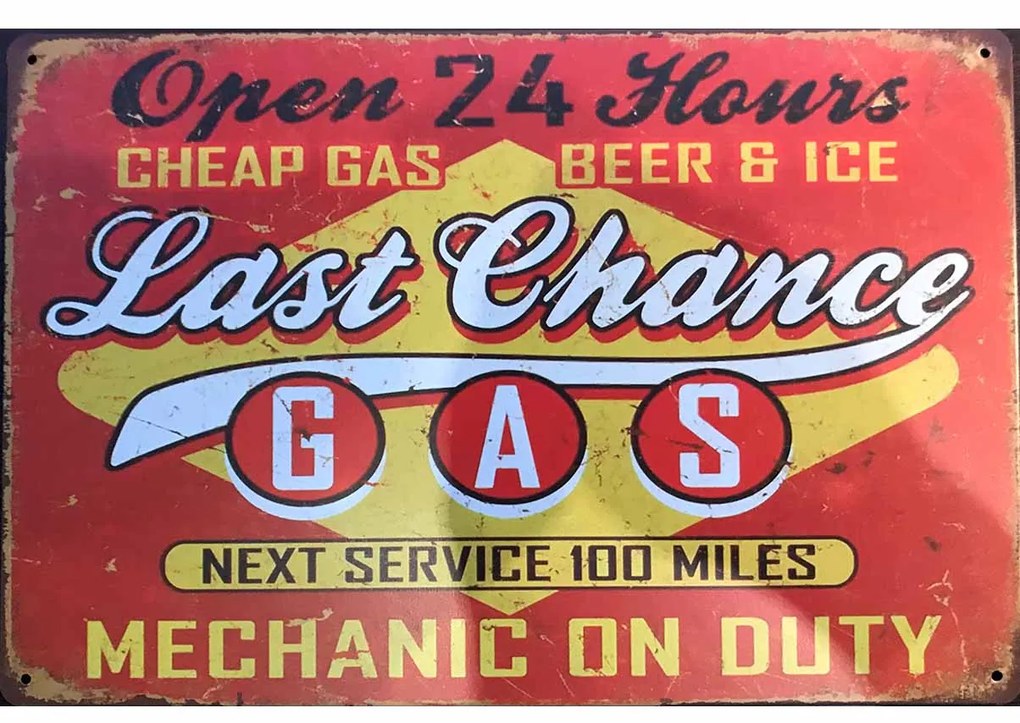 Open 24 Hours
CHEAP GAS BEER & ICE
Last Chance
GAS
NEXT SERVICE 100 MILES
MECHANIC ON DUTY